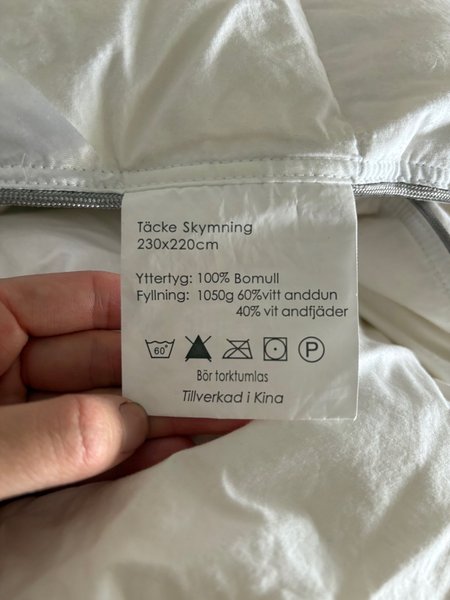 Täcke Skymning
230x220cm
Yttertyg: 100% Bomull
Fyllning: 1050g 60%vitt anddun
40% vit andfjäder
60°
P
Bör torktumlas
Tillverkad i Kina